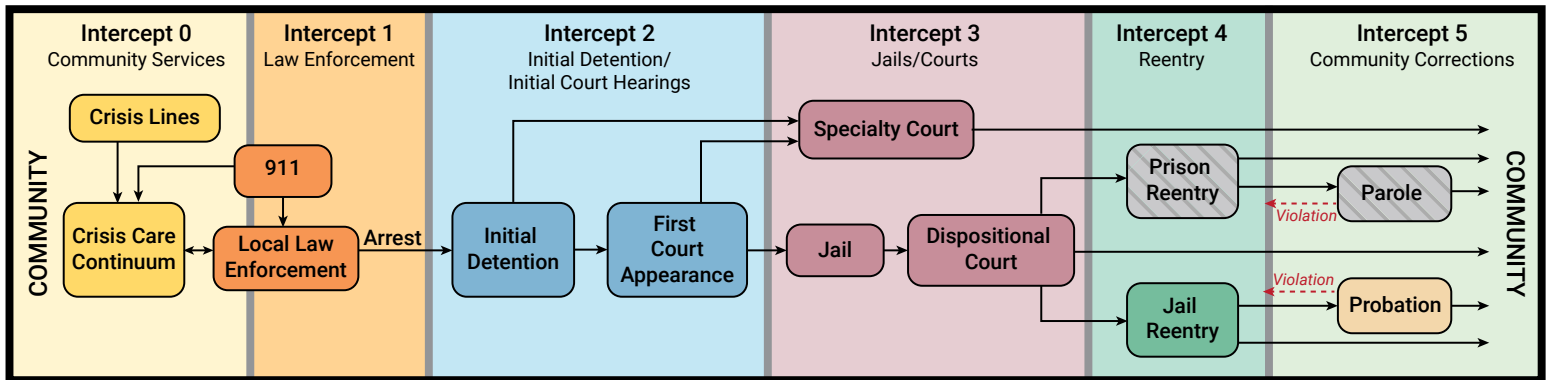 Intercept 0
Community Services
Intercept 1
Law Enforcement
Intercept 2
Initial Detention/
Initial Court Hearings
Intercept 3
Jails/Courts
Intercept 4
Reentry
Intercept 5
Community Corrections
COMMUNITY
Crisis Lines
911
Crisis Care
Continuum
Local Law
Enforcement
Arrest
Initial
Detention
First
Court
Appearance
Specialty Court
Jail
Dispositional
Court
Prison
Reentry
Parole
Violation
Jail
Reentry
Violation
Probation
COMMUNITY